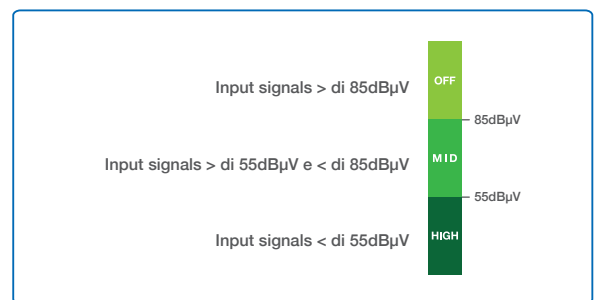 OFF
Input signals > di 85dBµV
85dBµV
MID
Input signals > di 55dBµV e < di 85dBµV
55dBµV
HIGH
Input signals < di 55dBµV